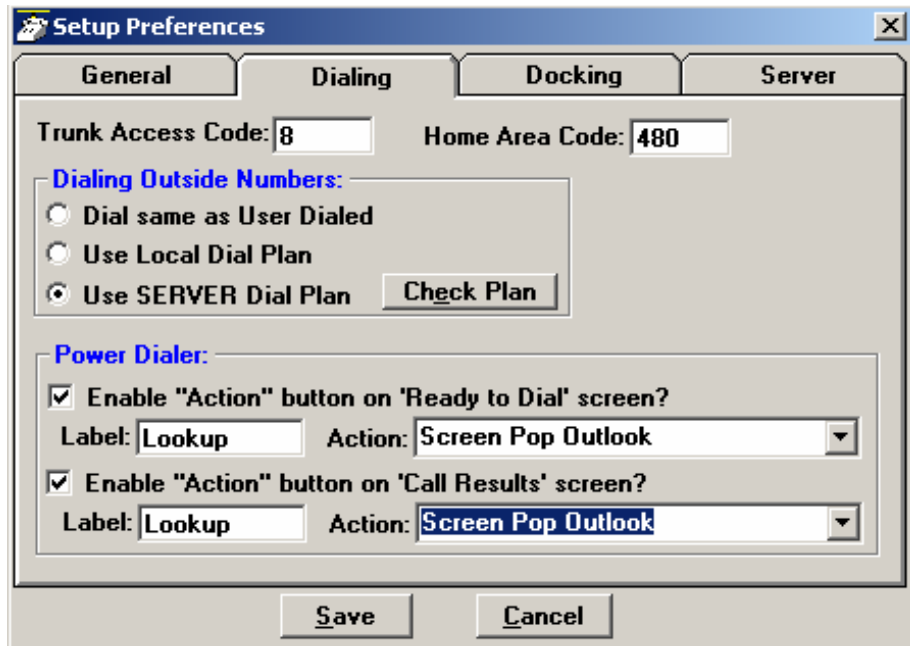 Setup Preferences
General Dialing Docking Server
Trunk Access Code: 8 Home Area Code: 480
Dialing Outside Numbers:
Dial same as User Dialed
Use Local Dial Plan
Use SERVER Dial Plan Check Plan
Power Dialer:
Enable "Action" button on 'Ready to Dial' screen?
Label: Lookup Action: Screen Pop Outlook
Enable "Action" button on 'Call Results' screen?
Label: Lookup Action: Screen Pop Outlook
Save Cancel